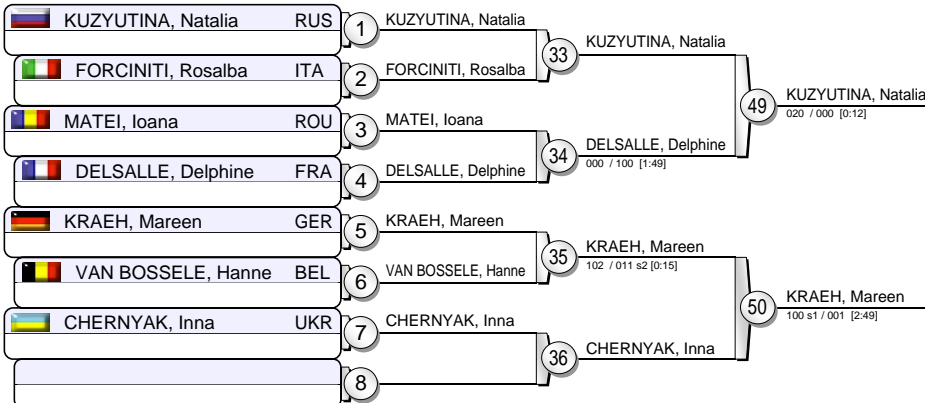 KUZYUTINA, Natalia RUS
1
KUZYUTINA, Natalia
FORCINITI, Rosalba ITA
2
FORCINITI, Rosalba
33
KUZYUTINA, Natalia
MATEI, Ioana ROU
3
MATEI, Ioana
DELSALLE, Delphine FRA
4
DELSALLE, Delphine
34
DELSALLE, Delphine
000 / 100 [1:49]
49
KUZYUTINA, Natalia
020 / 000 [0:12]
KRAEH, Mareen GER
5
KRAEH, Mareen
VAN BOSSELE, Hanne BEL
6
VAN BOSSELE, Hanne
35
KRAEH, Mareen
102 / 011 s2 [0:15]
CHERNYAK, Inna UKR
7
CHERNYAK, Inna
8
36
CHERNYAK, Inna
50
KRAEH, Mareen
100 s1 / 001 [2:49]